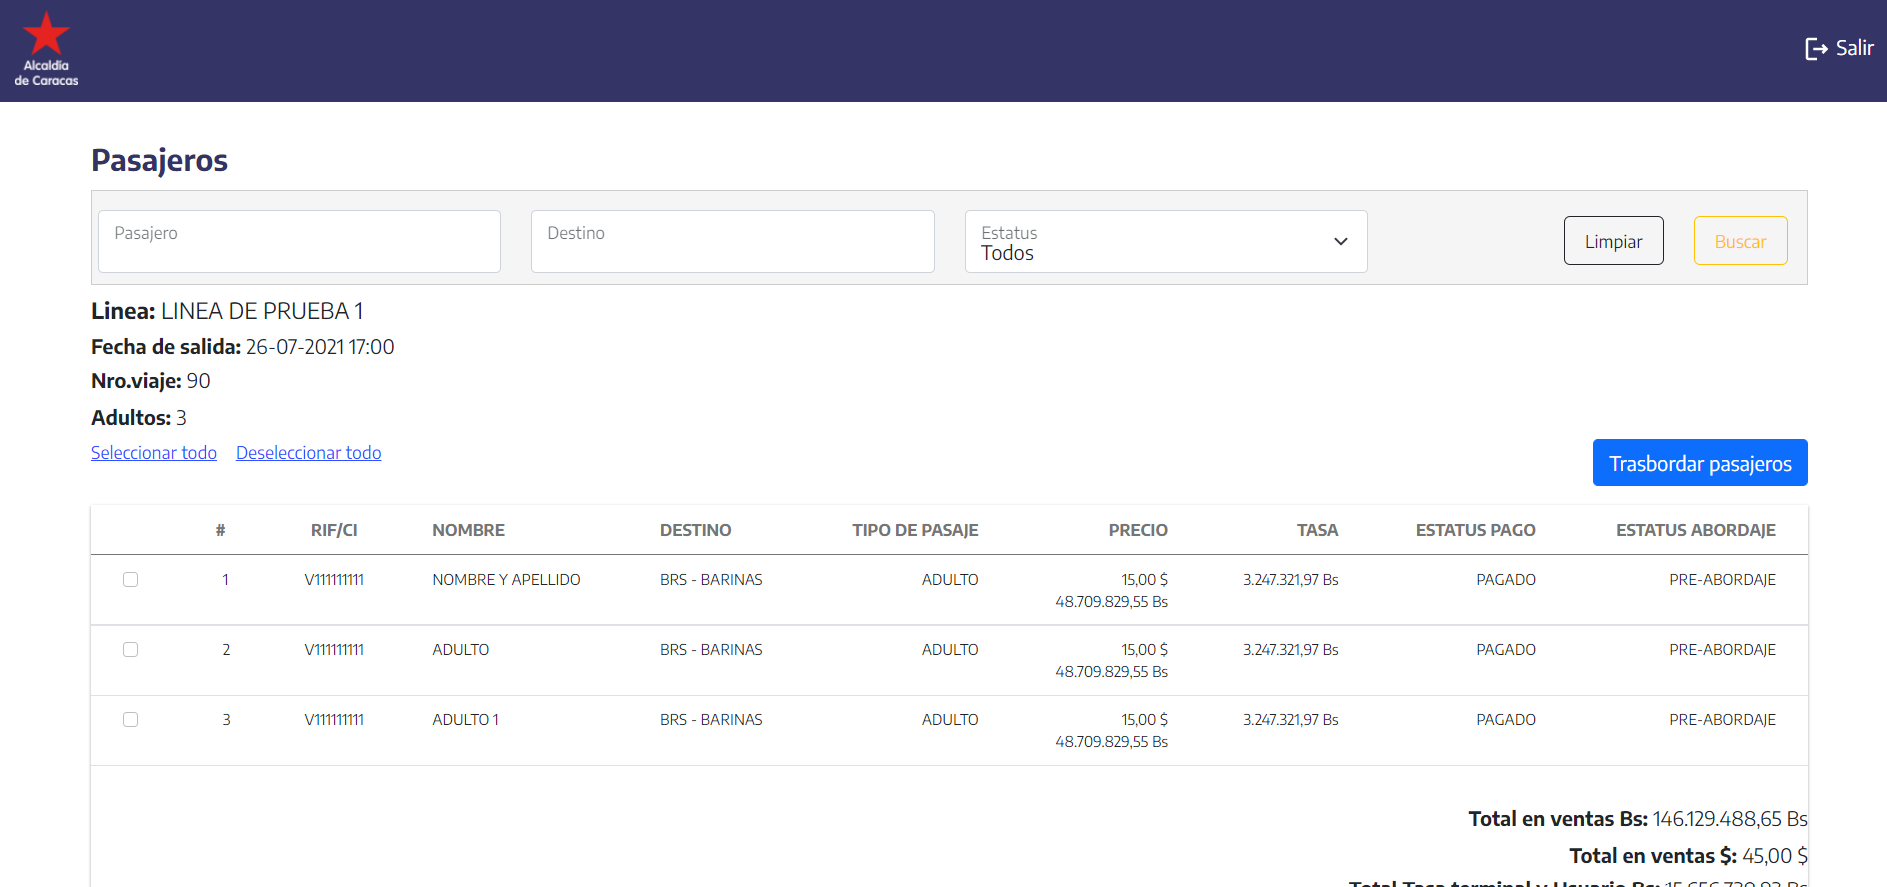 Alcaldía
de Caracas
Salir
Pasajeros
Pasajero
Destino
Estatus
Todos
Limpiar
Buscar
Linea: LINEA DE PRUEBA 1
Fecha de salida: 26-07-2021 17:00
Nro.viaje: 90
Adultos: 3
Seleccionar todo Deseleccionar todo
Trasbordar pasajeros
# RIF/CI NOMBRE DESTINO TIPO DE PASAJE PRECIO TASA ESTATUS PAGO ESTATUS ABORDAJE
1 V111111111 NOMBRE Y APELLIDO BRS - BARINAS ADULTO 15,00 $ 3.247.321,97 Bs PAGADO PRE-ABORDAJE
48.709.829,55 Bs
2 V111111111 ADULTO BRS - BARINAS ADULTO 15,00 $ 3.247.321,97 Bs PAGADO PRE-ABORDAJE
48.709.829,55 Bs
3 V111111111 ADULTO 1 BRS - BARINAS ADULTO 15,00 $ 3.247.321,97 Bs PAGADO PRE-ABORDAJE
48.709.829,55 Bs
Total en ventas Bs: 146.129.488,65 Bs
Total en ventas $: 45,00 $
Total Tasa terminal y Usuario Bs: